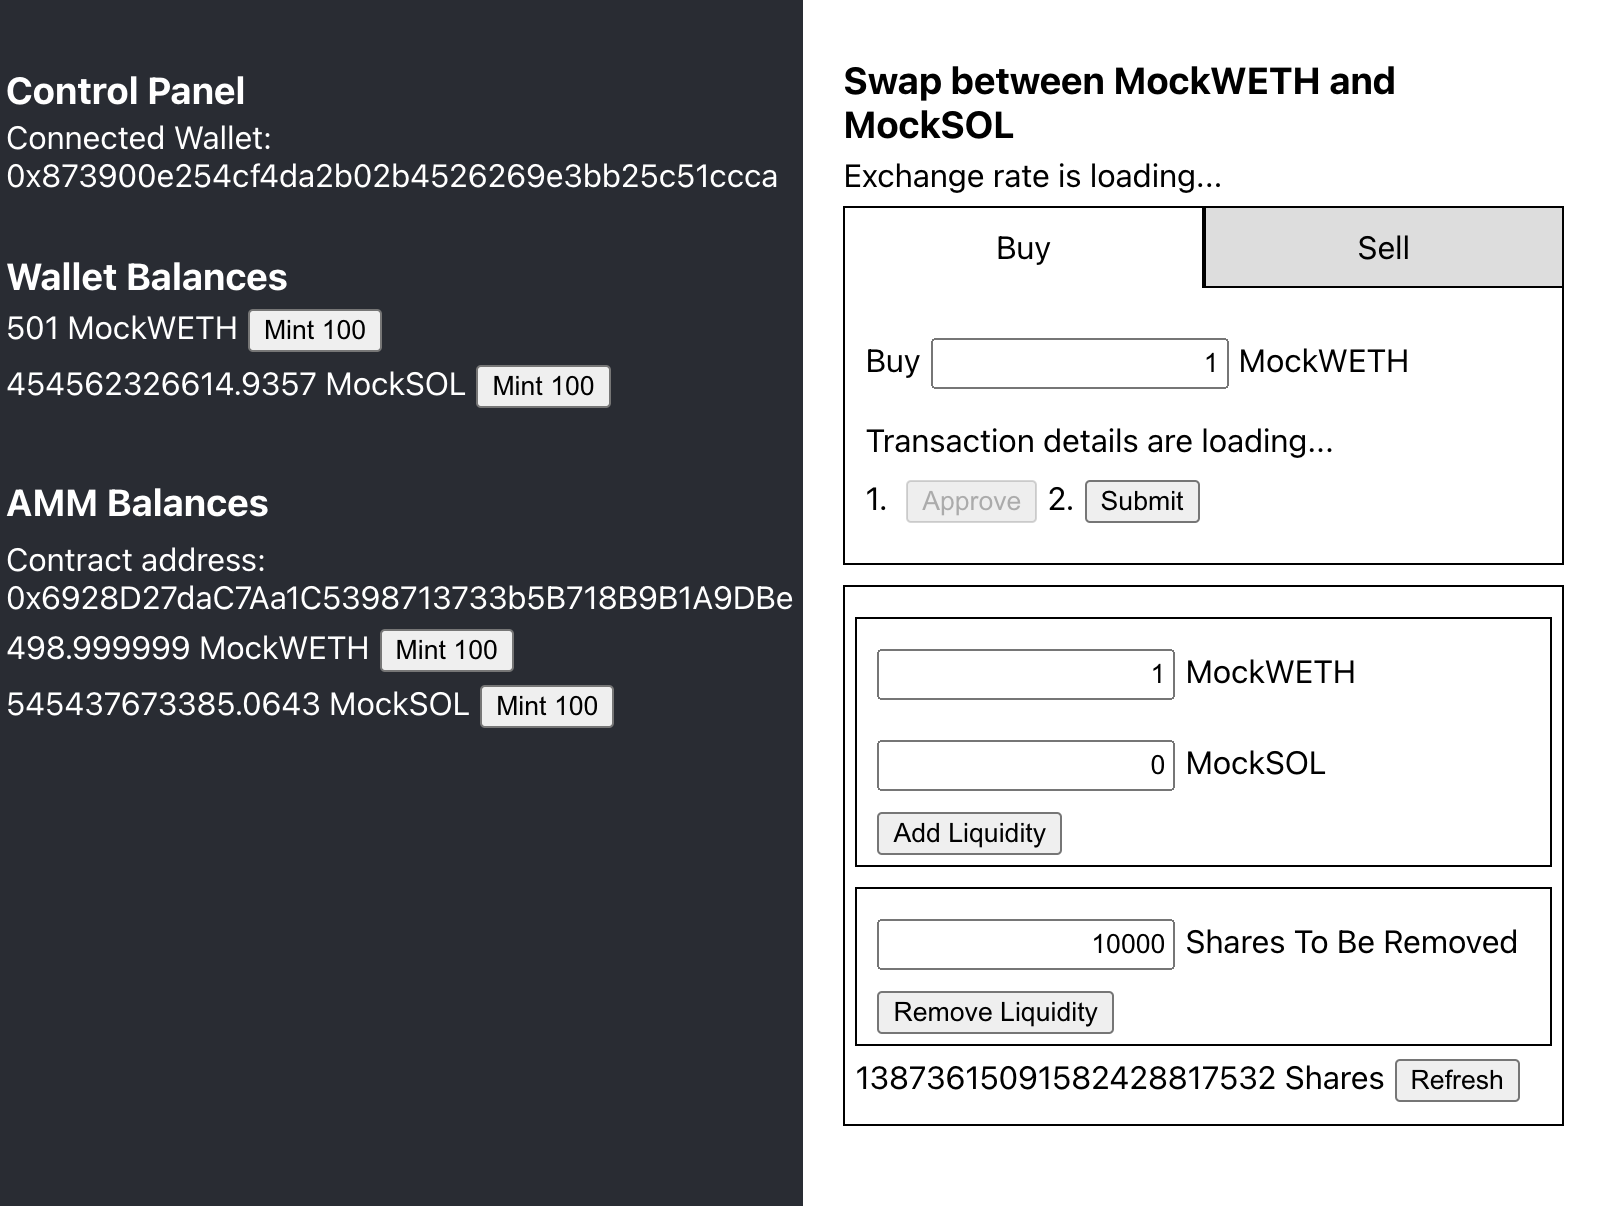 Control Panel
Connected Wallet:
0x873900e254cf4da2b02b4526269e3bb25c51ccca
Wallet Balances
501 MockWETH Mint 100
454562326614.9357 MockSOL Mint 100
AMM Balances
Contract address:
0x6928D27daC7Aa1C5398713733b5B718B9B1A9DBe
498.999999 MockWETH Mint 100
545437673385.0643 MockSOL Mint 100
Swap between MockWETH and
MockSOL
Exchange rate is loading...
Buy Sell
Buy 1 MockWETH
Transaction details are loading...
1. Approve 2. Submit
1 MockWETH
0 MockSOL
Add Liquidity
10000 Shares To Be Removed
Remove Liquidity
13873615091582428817532 Shares Refresh